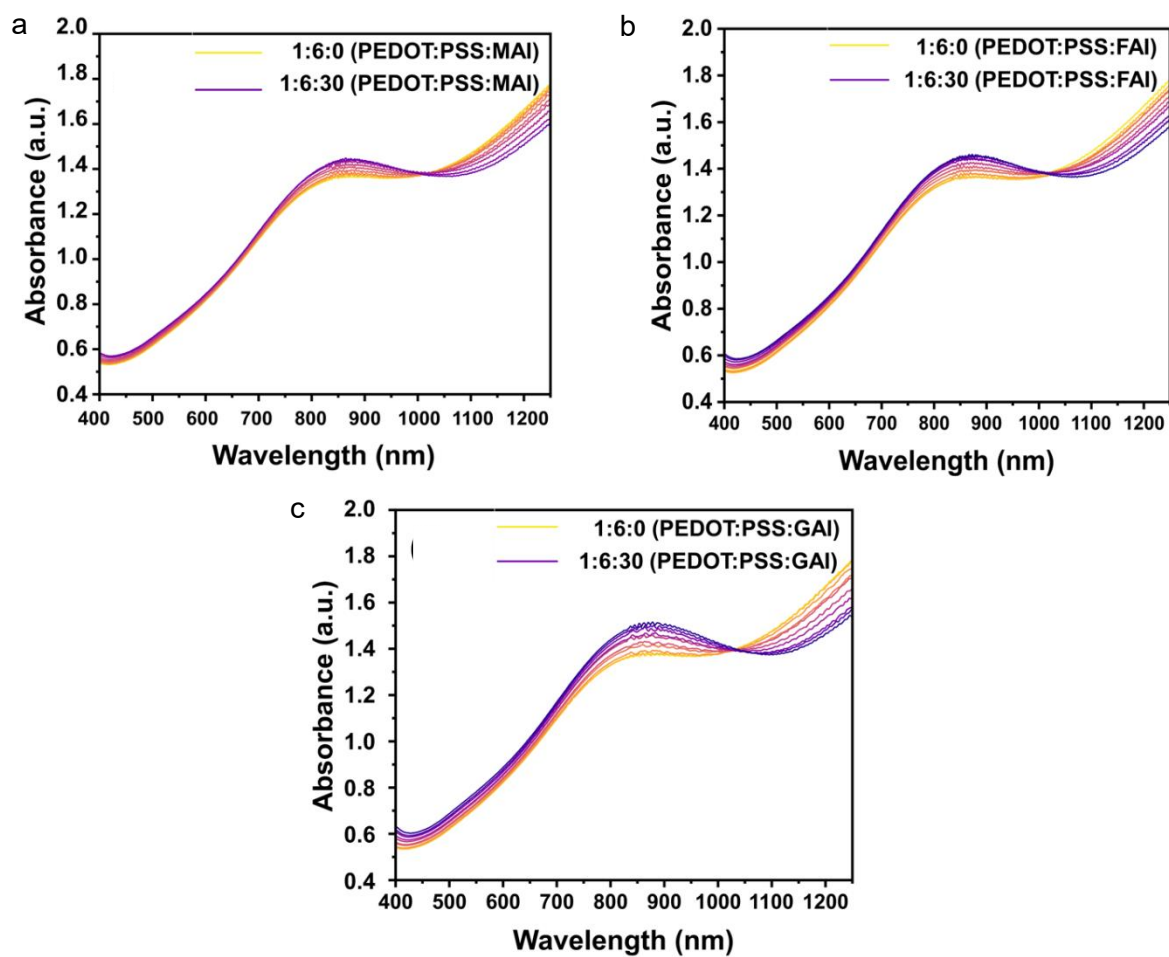 a
2.0
1.8
1.6
1.4
1.2
1.0
0.8
0.6
0.4
Absorbance (a.u.)
1:6:0 (PEDOT:PSS:MAI)
1:6:30 (PEDOT:PSS:MAI)
400 500 600 700 800 900 1000 1100 1200
Wavelength (nm)
b
2.0
1.8
1.6
1.4
1.2
1.0
0.8
0.6
0.4
Absorbance (a.u.)
1:6:0 (PEDOT:PSS:FAI)
1:6:30 (PEDOT:PSS:FAI)
400 500 600 700 800 900 1000 1100 1200
Wavelength (nm)
c
2.0
1.8
1.6
1.4
1.2
1.0
0.8
0.6
0.4
Absorbance (a.u.)
1:6:0 (PEDOT:PSS:GAI)
1:6:30 (PEDOT:PSS:GAI)
400 500 600 700 800 900 1000 1100 1200
Wavelength (nm)